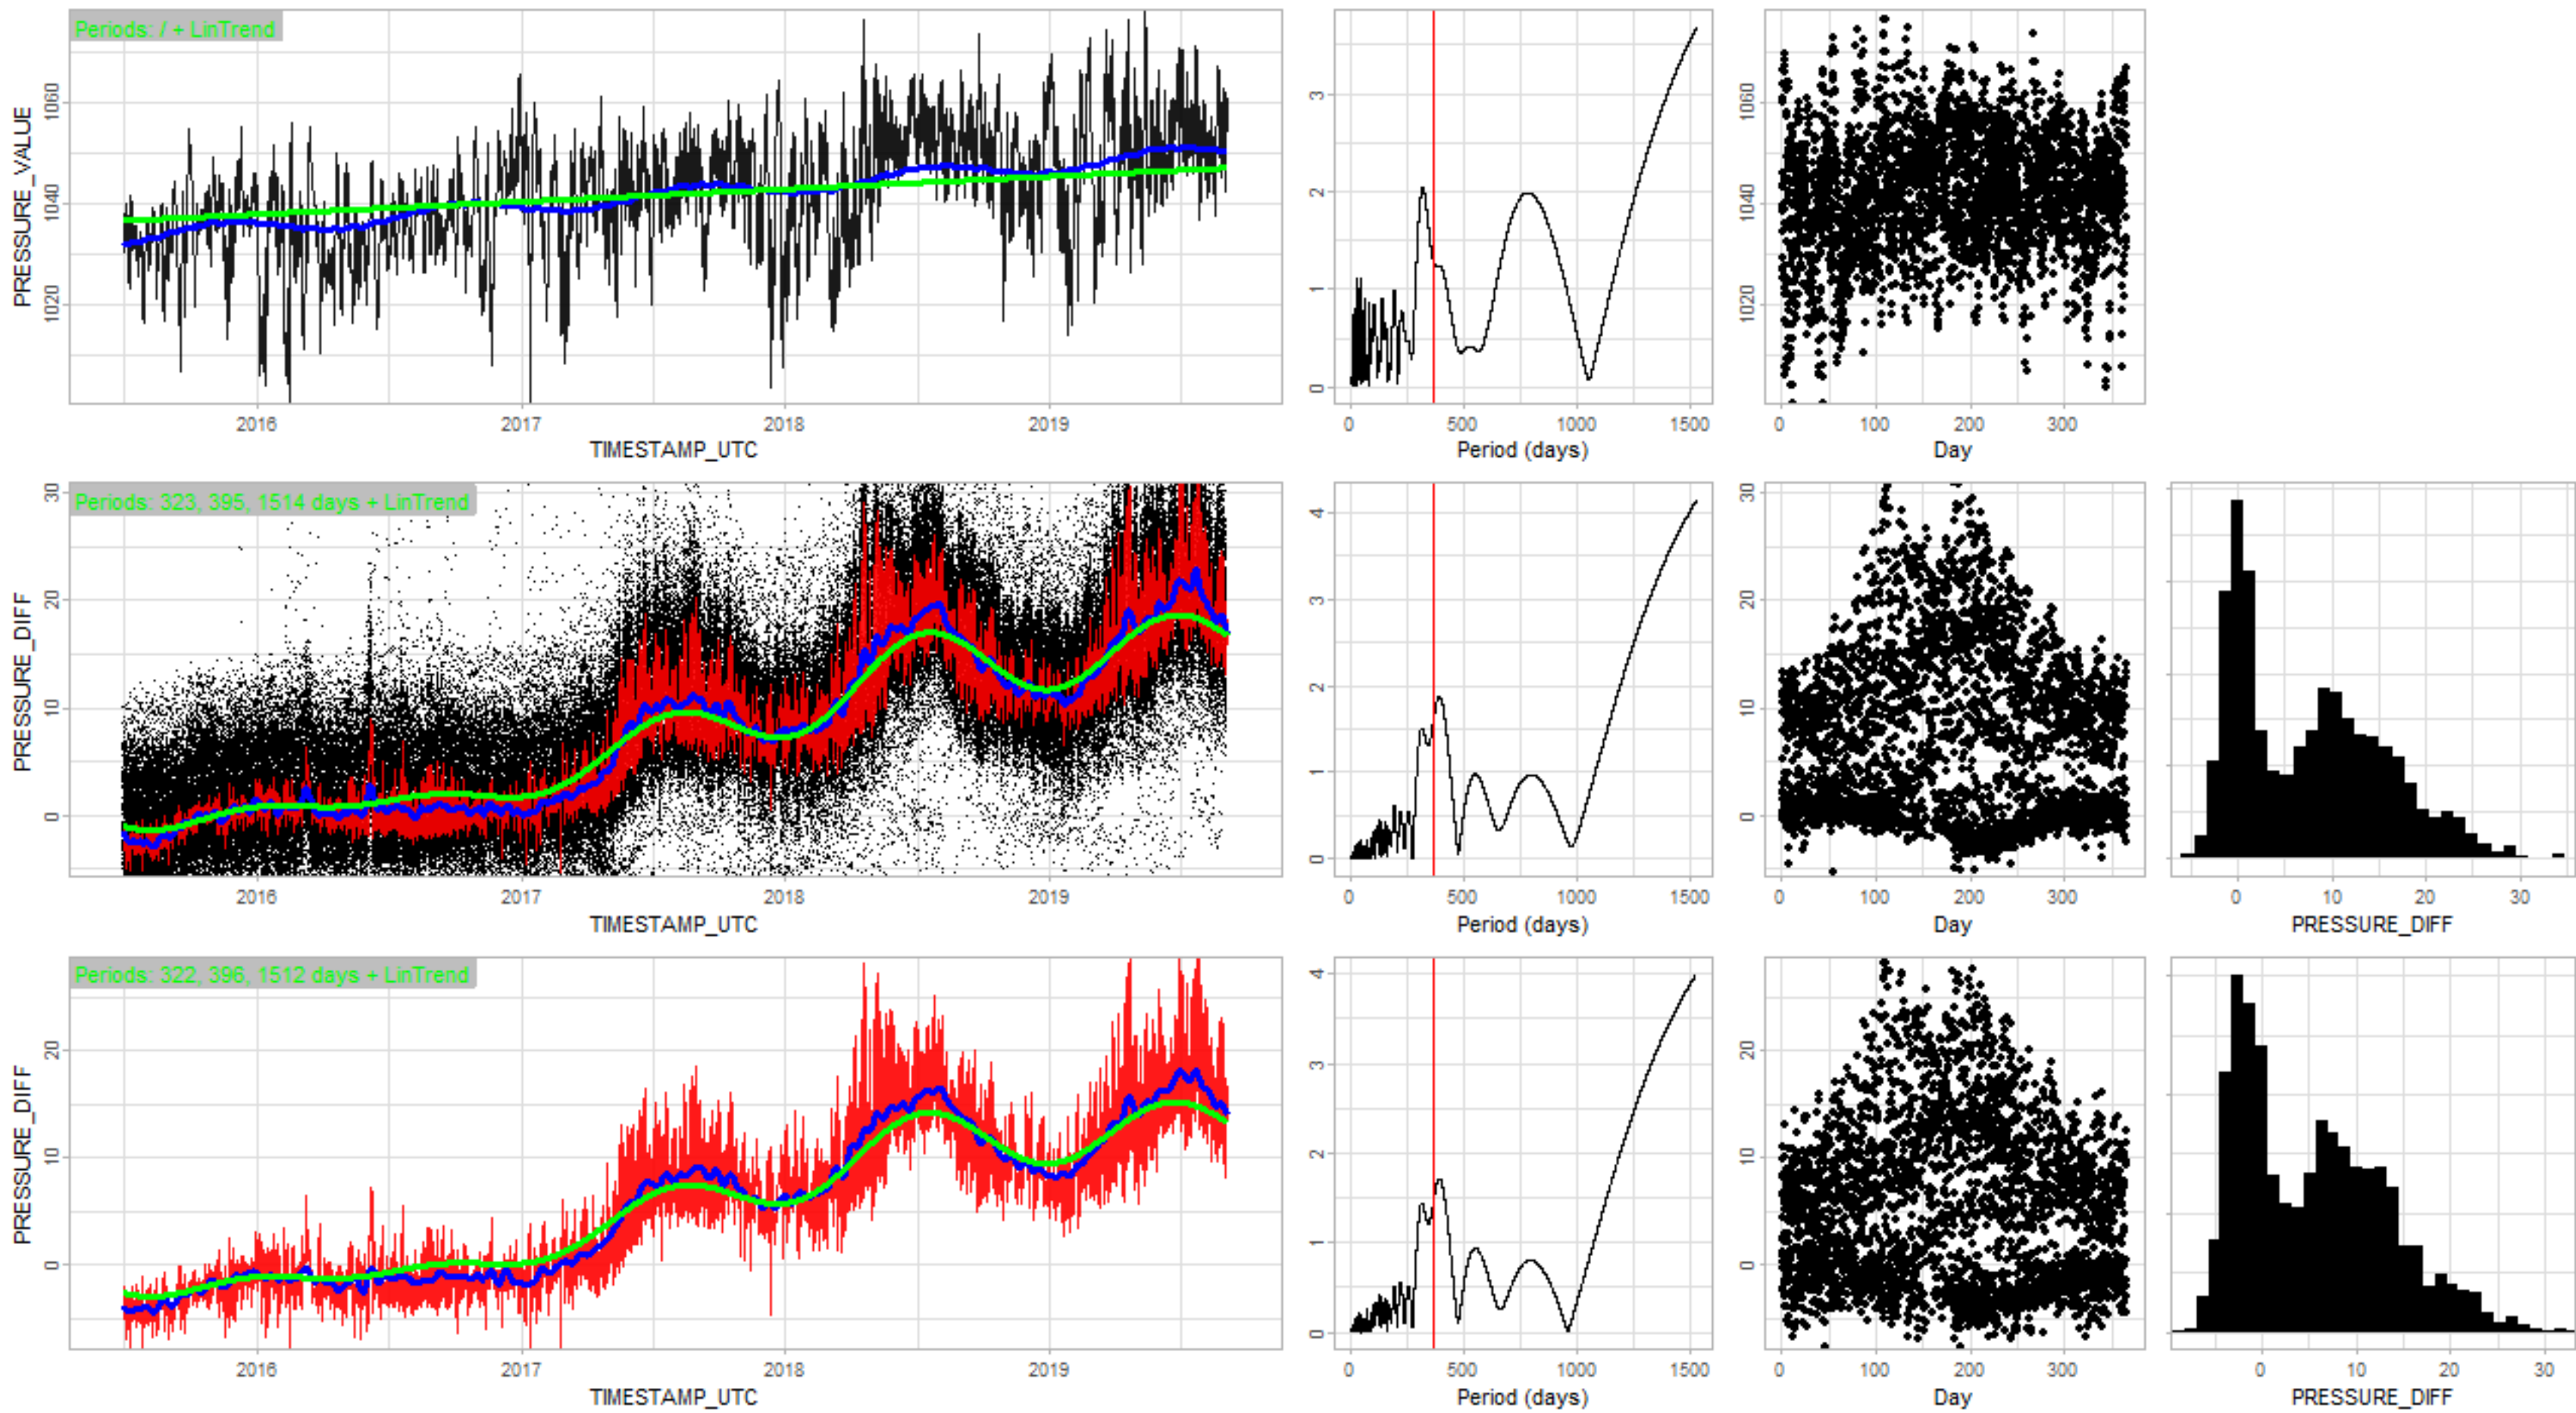 Periods: / + LinTrend
PRESSURE_VALUE
1060
1040
1020
2016 2017 2018 2019
TIMESTAMP_UTC
3
2
1
0
0 500 1000 1500
Period (days)
1060
1040
1020
0 100 200 300
Day
Periods: 323, 395, 1514 days + LinTrend
PRESSURE_DIFF
30
20
10
0
2016 2017 2018 2019
TIMESTAMP_UTC
4
3
2
1
0
0 500 1000 1500
Period (days)
30
20
10
0
0 100 200 300
Day
0 10 20 30
PRESSURE_DIFF
Periods: 322, 396, 1512 days + LinTrend
PRESSURE_DIFF
20
10
0
2016 2017 2018 2019
TIMESTAMP_UTC
4
3
2
1
0
0 500 1000 1500
Period (days)
20
10
0
0 100 200 300
Day
0 10 20 30
PRESSURE_DIFF